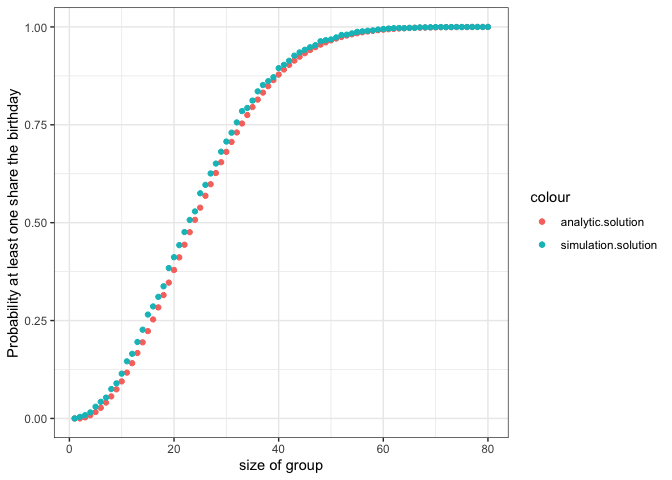 1.00
0.75
0.50
0.25
0.00
Probability at least one share the birthday
0 20 40 60 80
size of group
colour
analytic.solution
simulation.solution